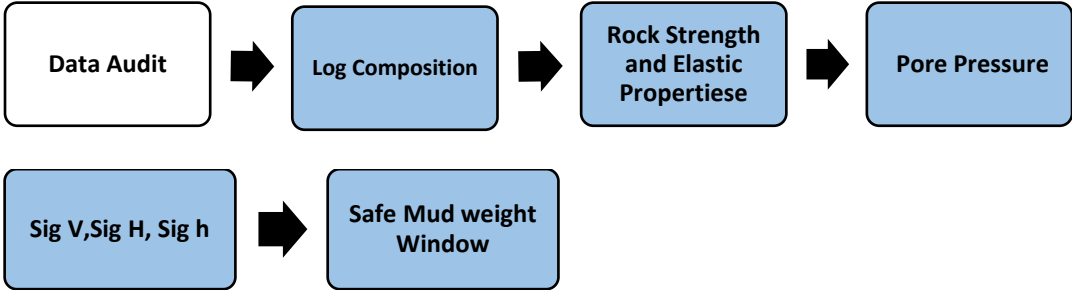 Data Audit
Log Composition
Rock Strength
and Elastic
Propertiese
Pore Pressure
Sig V,Sig H, Sig h
Safe Mud weight
Window